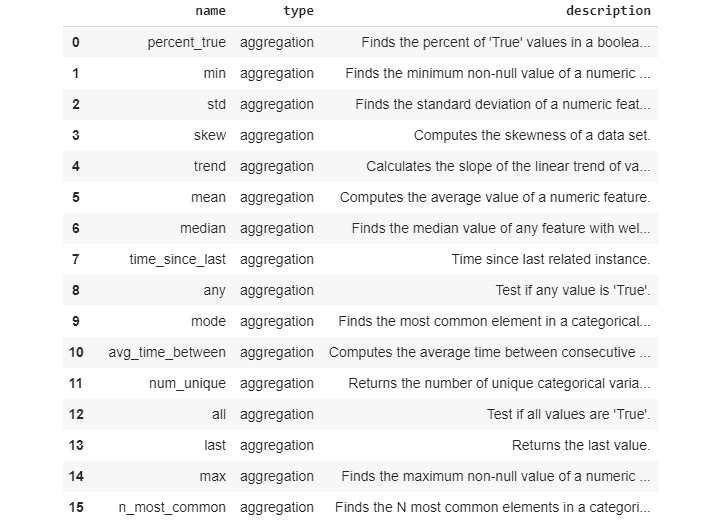 name type description
0 percent_true aggregation Finds the percent of 'True' values in a boolea...
1 min aggregation Finds the minimum non-null value of a numeric ...
2 std aggregation Finds the standard deviation of a numeric feat...
3 skew aggregation Computes the skewness of a data set.
4 trend aggregation Calculates the slope of the linear trend of va...
5 mean aggregation Computes the average value of a numeric feature.
6 median aggregation Finds the median value of any feature with wel...
7 time_since_last aggregation Time since last related instance.
8 any aggregation Test if any value is 'True'.
9 mode aggregation Finds the most common element in a categorical...
10 avg_time_between aggregation Computes the average time between consecutive ...
11 num_unique aggregation Returns the number of unique categorical varia...
12 all aggregation Test if all values are 'True'.
13 last aggregation Returns the last value.
14 max aggregation Finds the maximum non-null value of a numeric ...
15 n_most_common aggregation Finds the N most common elements in a categori...